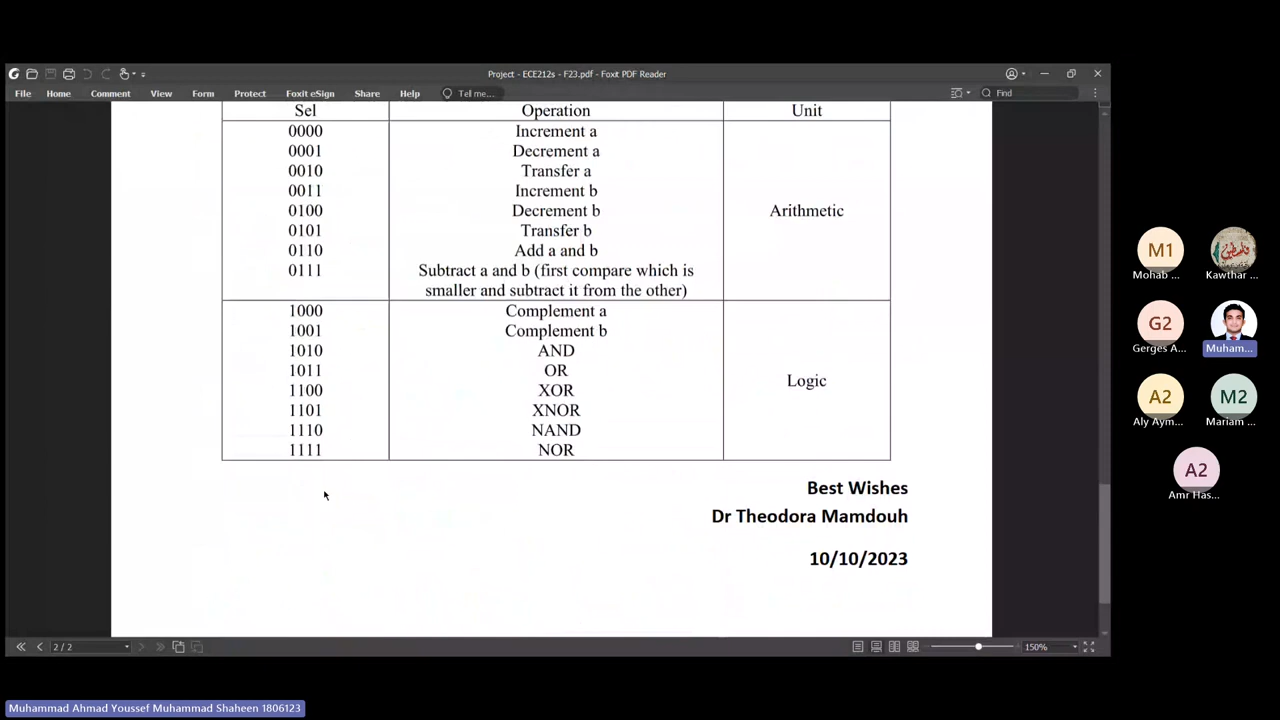 Project - ECE212s - F23.pdf - Foxit PDF Reader
File Home Comment View Form Protect Foxit eSign Share Help Tell me... Find
Sel Operation Unit
0000 Increment a
0001 Decrement a
0010 Transfer a
0011 Increment b
0100 Decrement b Arithmetic
0101 Transfer b
0110 Add a and b
0111 Subtract a and b (first compare which is
smaller and subtract it from the other)
1000 Complement a
1001 Complement b
1010 AND
1011 OR Logic
1100 XOR
1101 XNOR
1110 NAND
1111 NOR
Best Wishes
Dr Theodora Mamdouh
10/10/2023
2 / 2 150%
M1
Mohab ... Kawthar ...
G2
Gerges A... Muham...
A2 M2
Aly Aym... Mariam ...
A2
Amr Has...
Muhammad Ahmad Youssef Muhammad Shaheen 1806123